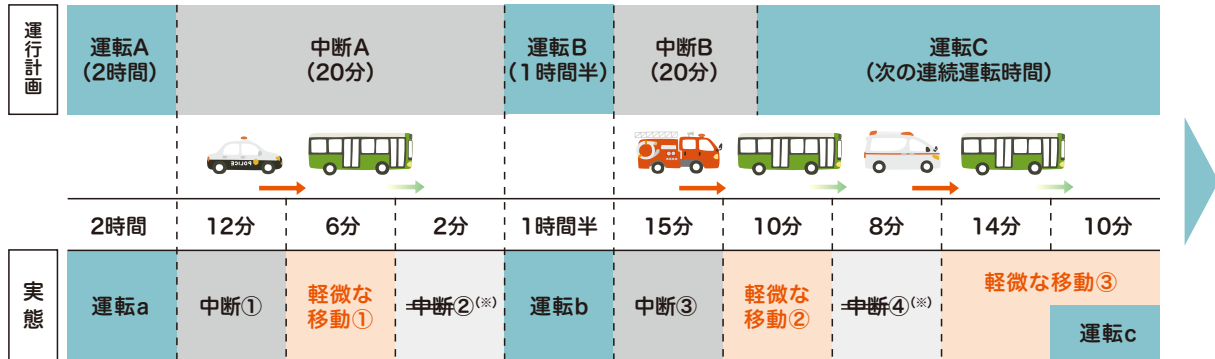 運行計画
運転A
(2時間)
中断A
(20分)
運転B
(1時間半)
中断B
(20分)
運転C
(次の連続運転時間)
POLICE
2時間
12分
6分
2分
1時間半
15分
10分
8分
14分
10分
実態
運転a
中断①
軽微な
移動①
中断②(※)
運転b
中断③
軽微な
移動②
中断④(※)
軽微な移動③
運転c